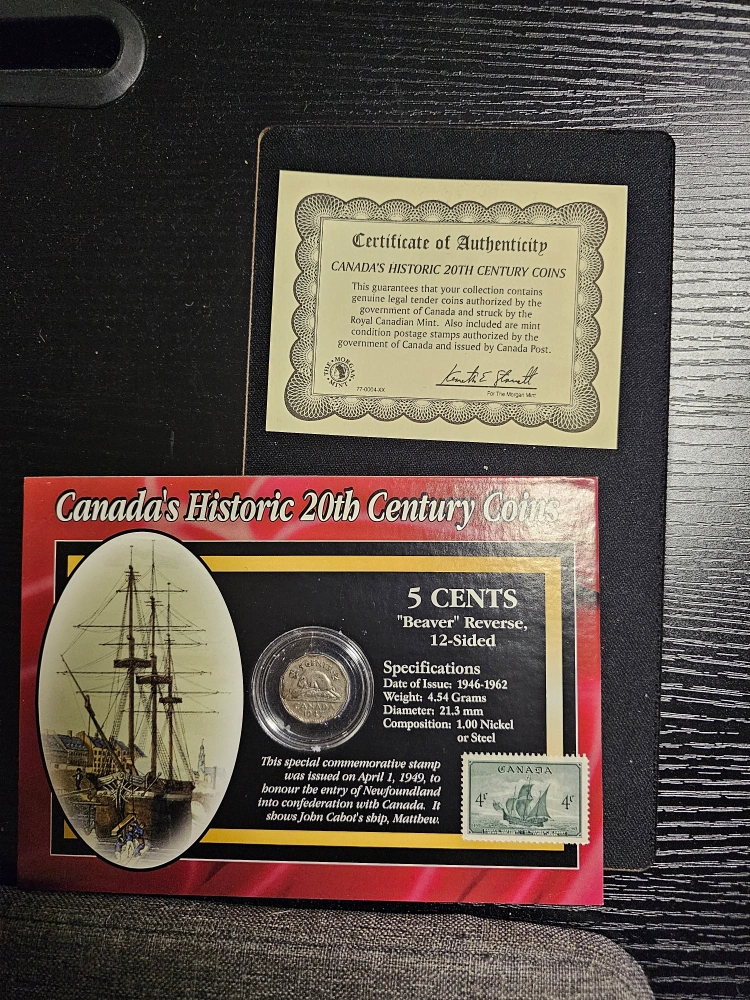 Certificate of Authenticity
CANADA'S HISTORIC 20TH CENTURY COINS
This guarantees that your collection contains
genuine legal tender coins authorized by the
government of Canada and struck by the
Royal Canadian Mint. Also included are mint
condition postage stamps authorized by the
government of Canada and issued by Canada Post.
THE MORGAN MINT
77-0004-XX
For The Morgan Mint
Canada's Historic 20th Century Coins
5 CENTS
"Beaver" Reverse,
12-Sided
Specifications
Date of Issue: 1946-1962
Weight: 4.54 Grams
Diameter: 21.3 mm
Composition: 1.00 Nickel
or Steel
5 CENTS
CANADA
This special commemorative stamp
was issued on April 1, 1949, to
honour the entry of Newfoundland
into confederation with Canada. It
shows John Cabot's ship, Matthew.
CANADA
4¢ 4¢